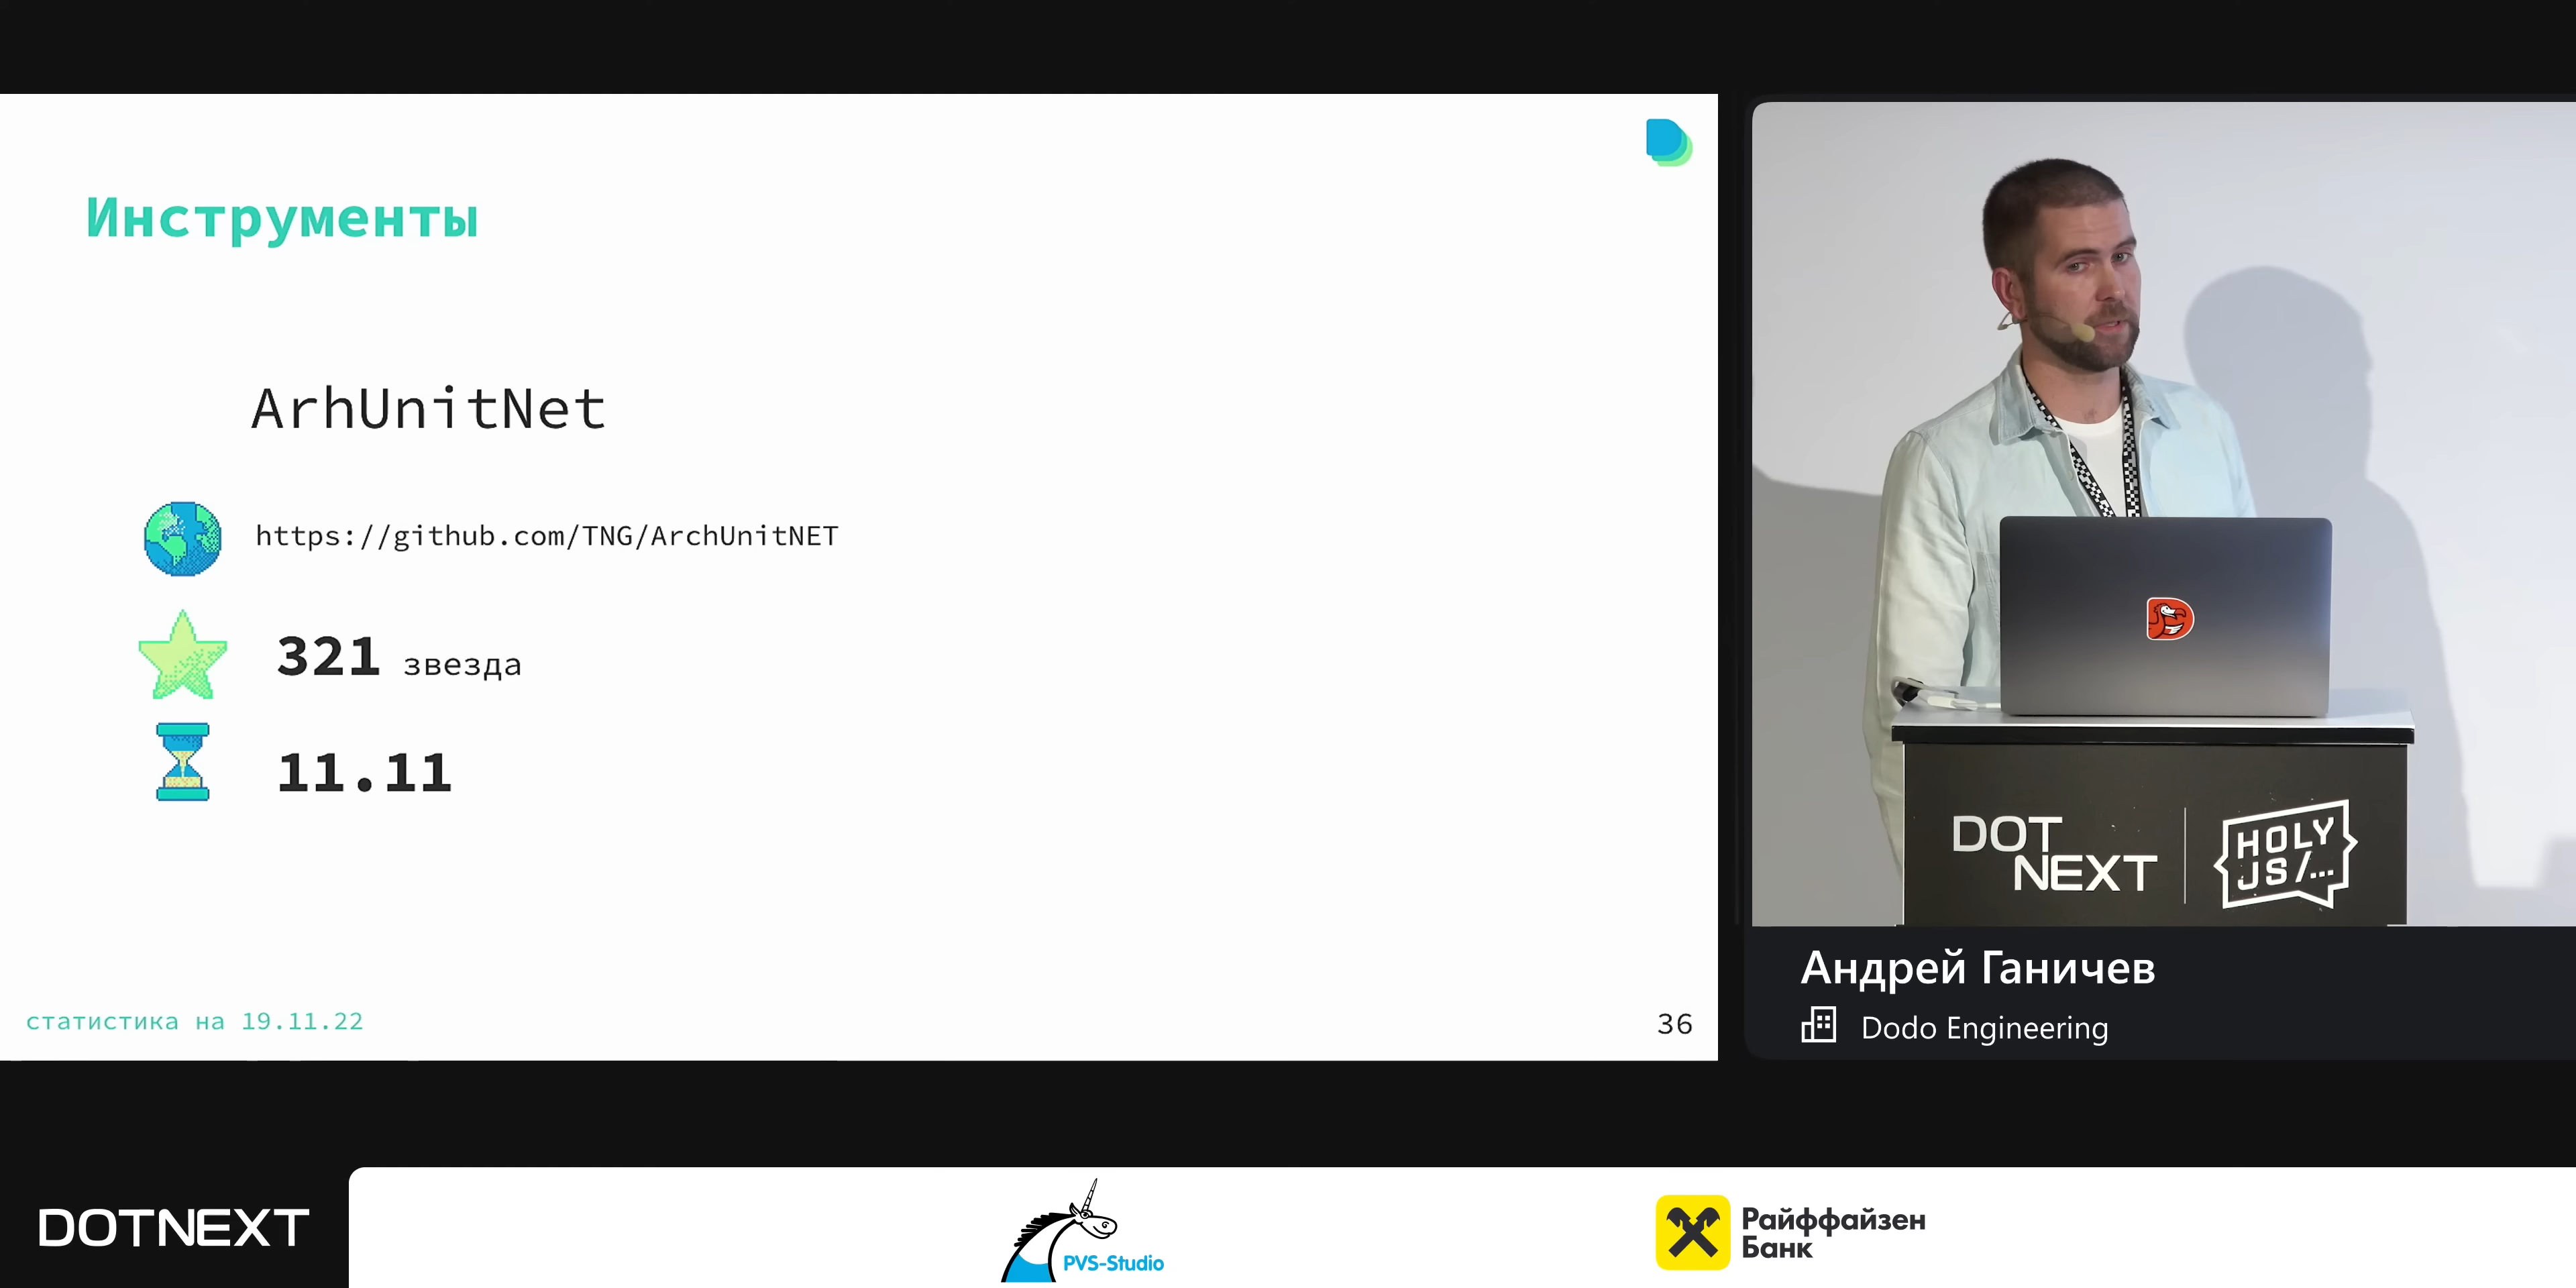 Инструменты
ArhUnitNet
https://github.com/TNG/ArchUnitNET
321 звезда
11.11
статистика на 19.11.22
36
DOT
NEXT
HOLY
JS/...
Андрей Ганичев
Dodo Engineering
DOTNEXT
PVS-Studio
Райффайзен
Банк